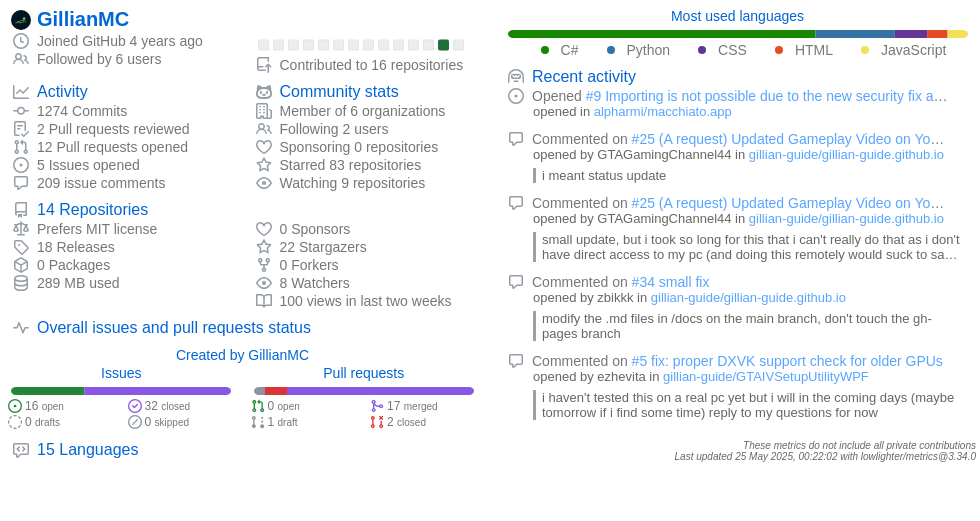 GillianMC
Joined GitHub 4 years ago
Followed by 6 users
Contributed to 16 repositories
Activity
1274 Commits
2 Pull requests reviewed
12 Pull requests opened
5 Issues opened
209 issue comments
Community stats
Member of 6 organizations
Following 2 users
Sponsoring 0 repositories
Starred 83 repositories
Watching 9 repositories
14 Repositories
Prefers MIT license
18 Releases
0 Packages
289 MB used
0 Sponsors
22 Stargazers
0 Forkers
8 Watchers
100 views in last two weeks
Overall issues and pull requests status
Created by GillianMC
Issues
16 open
32 closed
0 drafts
0 skipped
Pull requests
0 open
17 merged
1 draft
2 closed
15 Languages
Most used languages
C#
Python
CSS
HTML
JavaScript
Recent activity
Opened #9 Importing is not possible due to the new security fix a…
opened in alpharmi/macchiato.app
Commented on #25 (A request) Updated Gameplay Video on Yo…
opened by GTAGamingChannel44 in gillian-guide/gillian-guide.github.io
i meant status update
Commented on #25 (A request) Updated Gameplay Video on Yo…
opened by GTAGamingChannel44 in gillian-guide/gillian-guide.github.io
small update, but i took so long for this that i can't really do that as i don't
have direct access to my pc (and doing this remotely would suck to sa…
Commented on #34 small fix
opened by zbikkk in gillian-guide/gillian-guide.github.io
modify the .md files in /docs on the main branch, don't touch the gh-
pages branch
Commented on #5 fix: proper DXVK support check for older GPUs
opened by ezhevita in gillian-guide/GTAIVSetupUtilityWPF
i haven't tested this on a real pc yet but i will in the coming days (maybe
tomorrow if i find some time) reply to my questions for now
These metrics do not include all private contributions
Last updated 25 May 2025, 00:22:02 with lowlighter/metrics@3.34.0